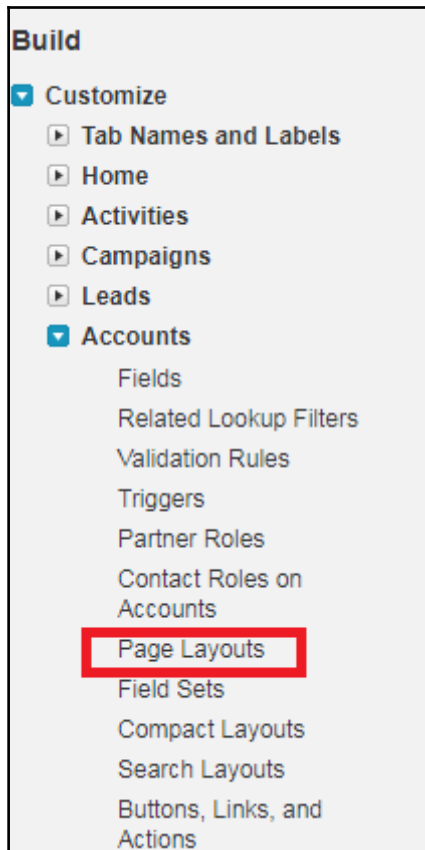 Build
Customize
Tab Names and Labels
Home
Activities
Campaigns
Leads
Accounts
Fields
Related Lookup Filters
Validation Rules
Triggers
Partner Roles
Contact Roles on
Accounts
Page Layouts
Field Sets
Compact Layouts
Search Layouts
Buttons, Links, and
Actions